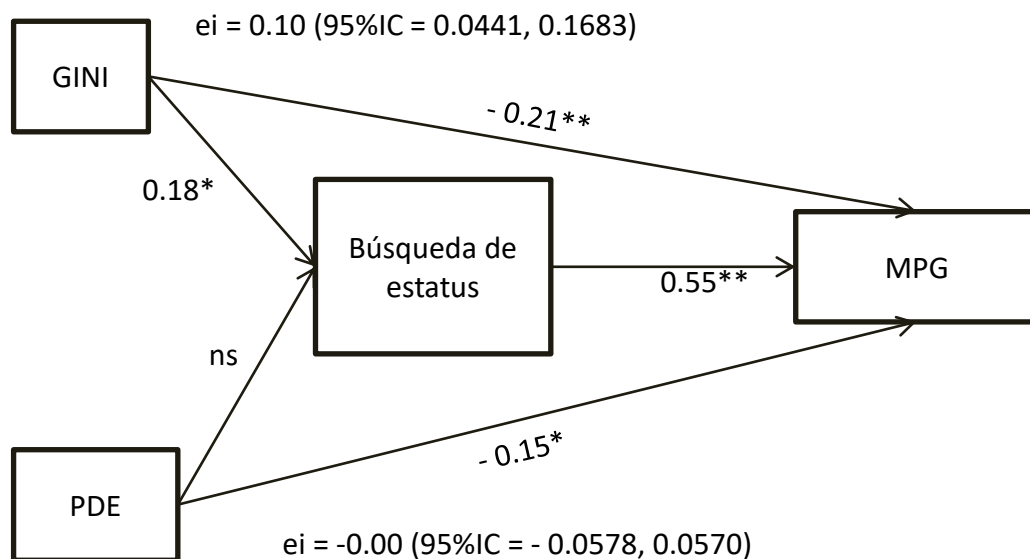 ei = 0.10 (95%IC = 0.0441, 0.1683)
GINI
- 0.21**
0.18*
Búsqueda de
estatus
MPG
0.55**
ns
- 0.15*
PDE
ei = -0.00 (95%IC = - 0.0578, 0.0570)